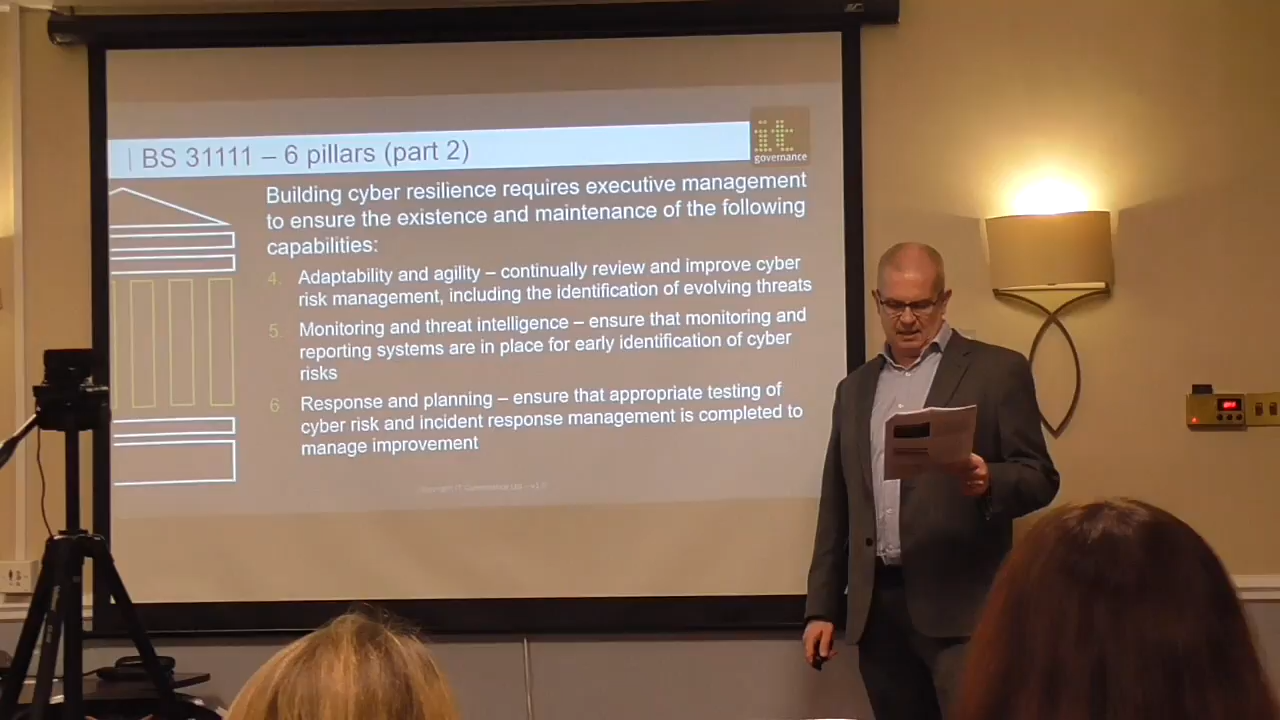 BS 31111 – 6 pillars (part 2)
it
governance
Building cyber resilience requires executive management
to ensure the existence and maintenance of the following
capabilities:
4. Adaptability and agility – continually review and improve cyber
risk management, including the identification of evolving threats
5. Monitoring and threat intelligence – ensure that monitoring and
reporting systems are in place for early identification of cyber
risks
6 Response and planning – ensure that appropriate testing of
cyber risk and incident response management is completed to
manage improvement